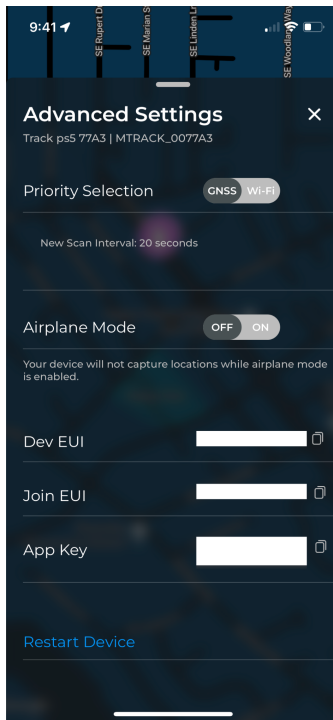 9:41
SE Rupert Dr
SE Marian St
SE Linden Ln
SE Woodland Way
Advanced Settings
Track ps5 77A3 | MTRACK_0077A3
Priority Selection
GNSS Wi-Fi
New Scan Interval: 20 seconds
Airplane Mode
OFF ON
Your device will not capture locations while airplane mode
is enabled.
Dev EUI
Join EUI
App Key
Restart Device